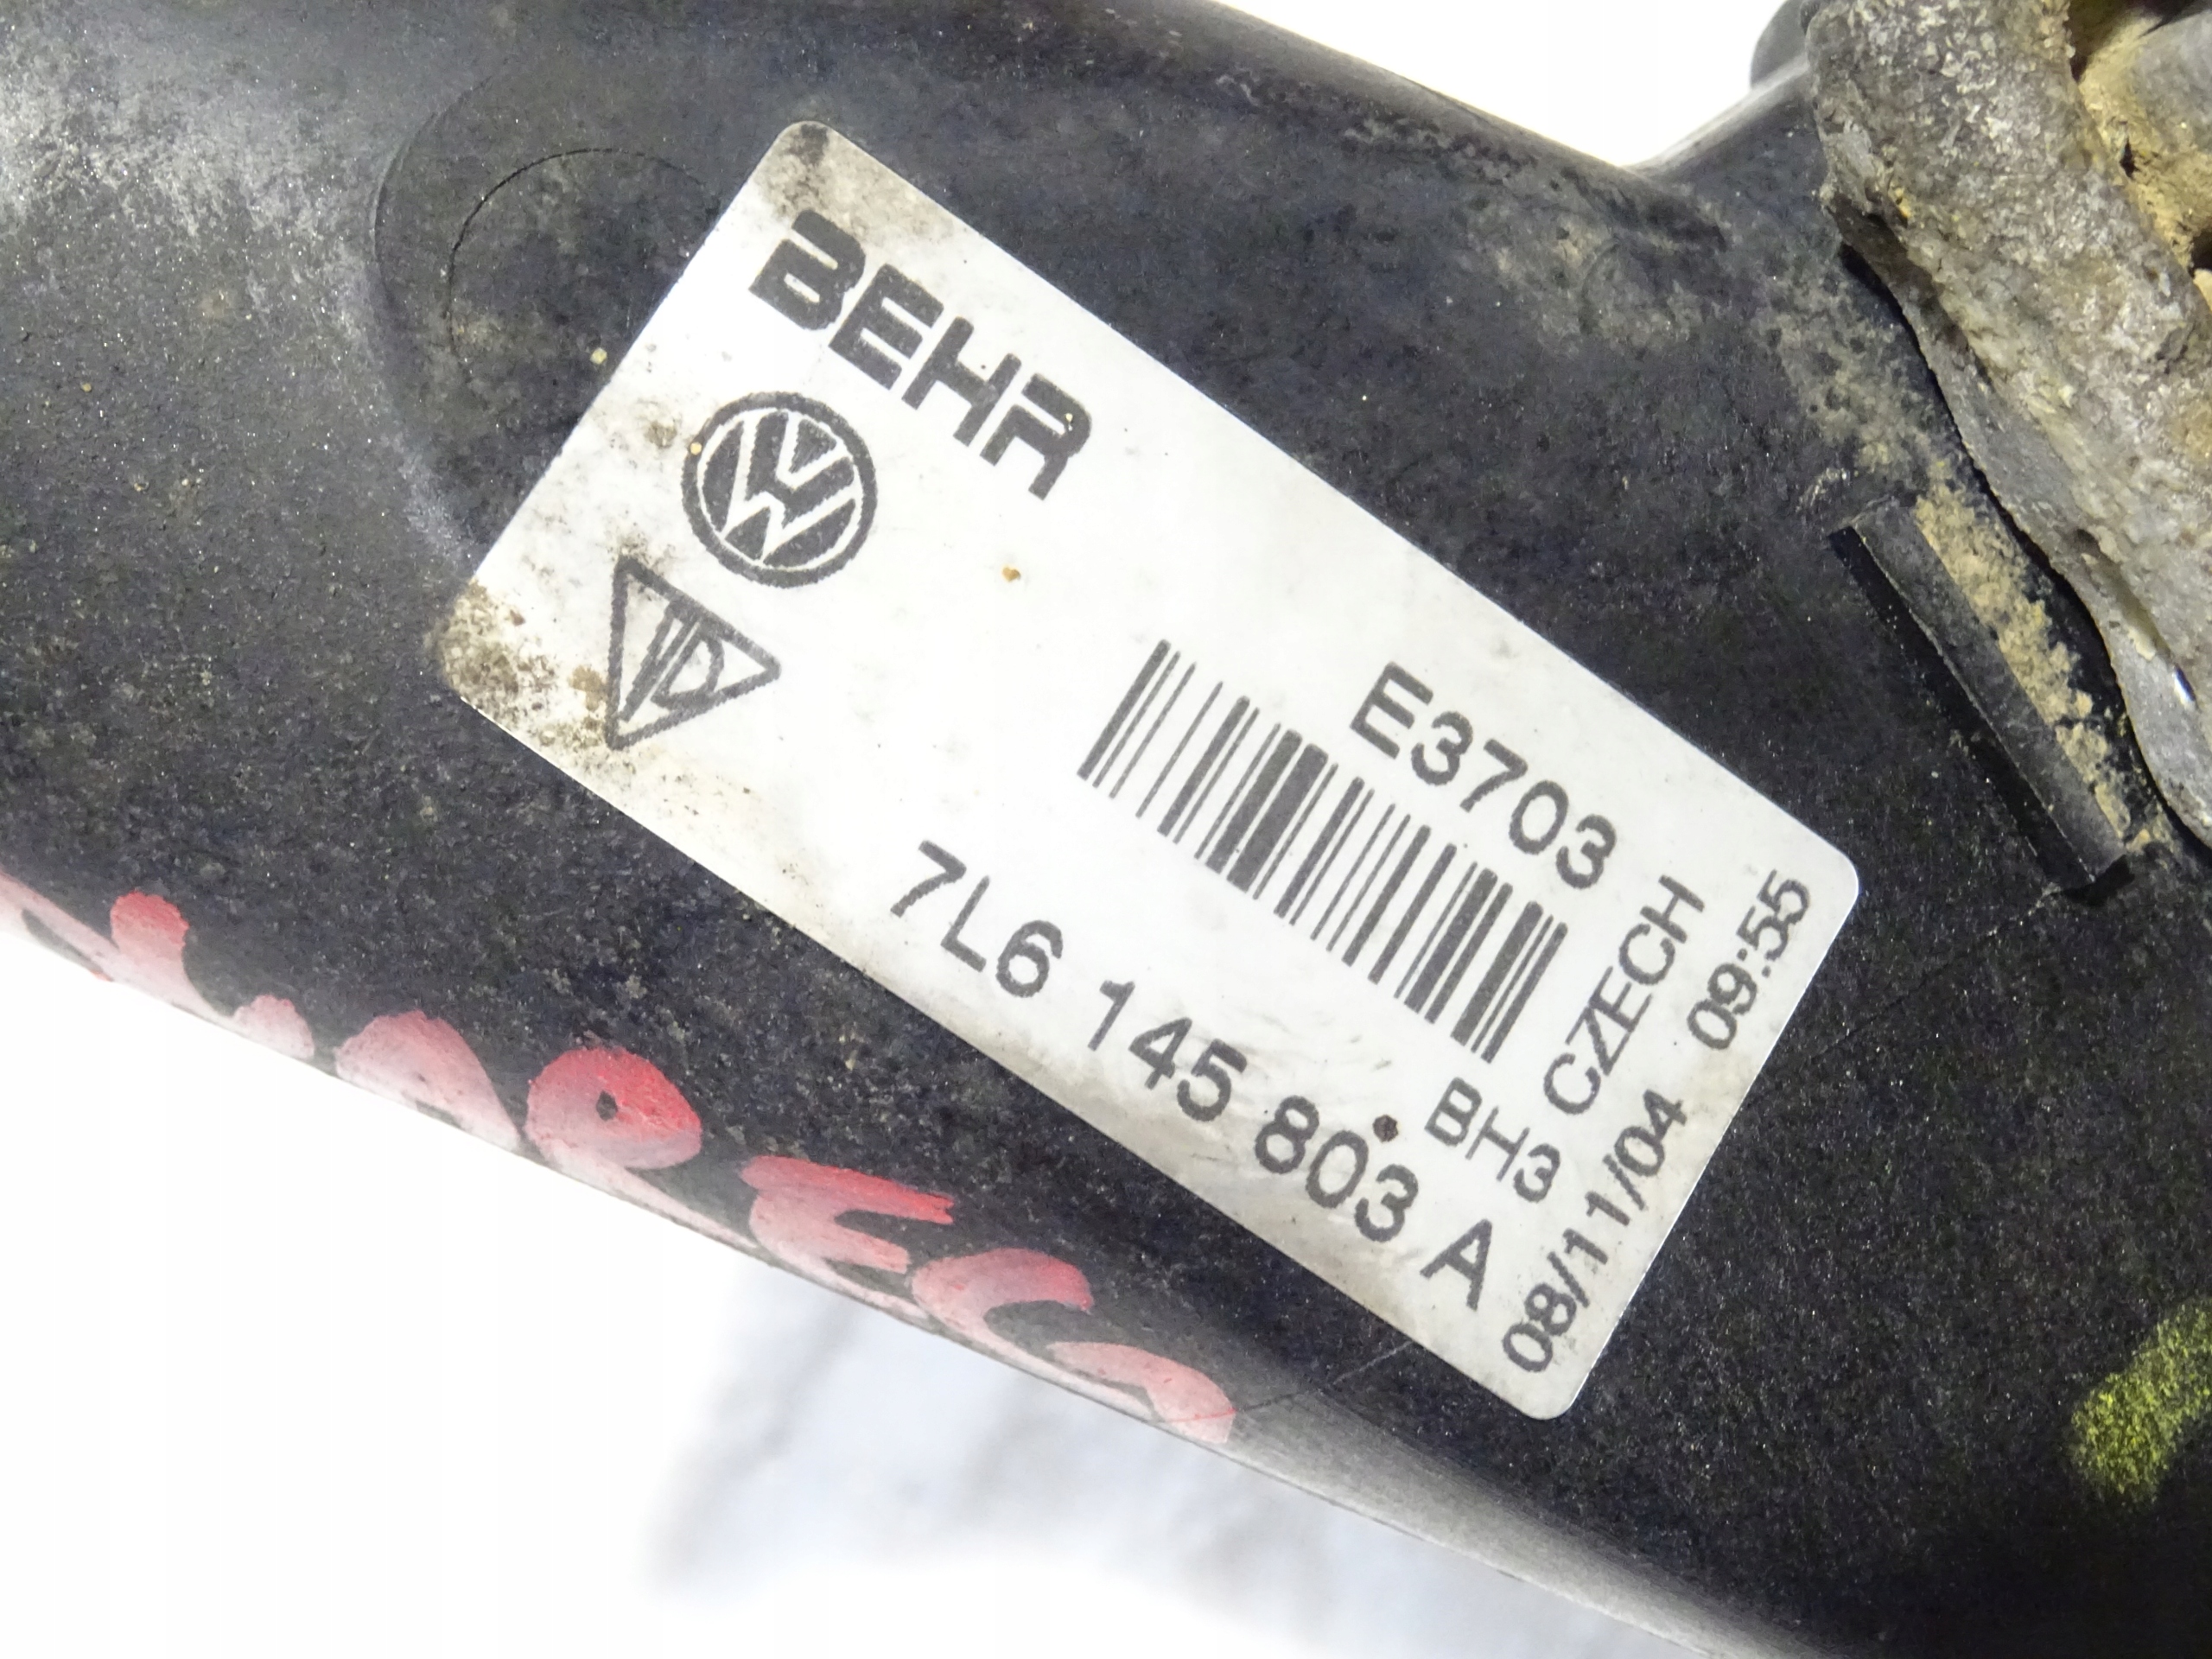 BEHR
E3703
7L6 145 803 A
BH3
CZECH
08/11/04 09:55